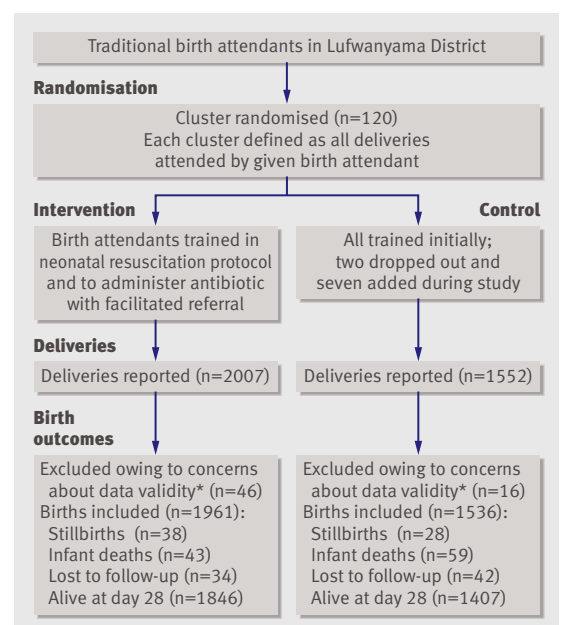 Traditional birth attendants in Lufwanyama District
Randomisation
Cluster randomised (n=120)
Each cluster defined as all deliveries
attended by given birth attendant
Intervention
Birth attendants trained in
neonatal resuscitation protocol
and to administer antibiotic
with facilitated referral
Control
All trained initially;
two dropped out and
seven added during study
Deliveries
Deliveries reported (n=2007)
Deliveries reported (n=1552)
Birth
outcomes
Excluded owing to concerns
about data validity* (n=46)
Births included (n=1961):
Stillbirths (n=38)
Infant deaths (n=43)
Lost to follow-up (n=34)
Alive at day 28 (n=1846)
Excluded owing to concerns
about data validity* (n=16)
Births included (n=1536):
Stillbirths (n=28)
Infant deaths (n=59)
Lost to follow-up (n=42)
Alive at day 28 (n=1407)